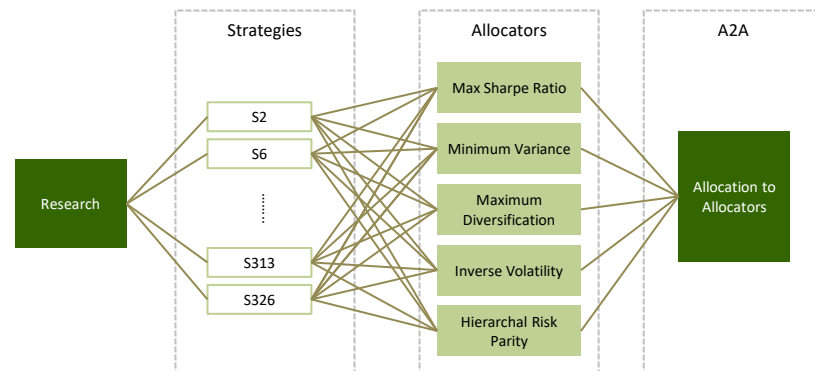 Strategies
Allocators
A2A
Research
S2
S6
S313
S326
Max Sharpe Ratio
Minimum Variance
Maximum
Diversification
Inverse Volatility
Hierarchal Risk
Parity
Allocation to
Allocators